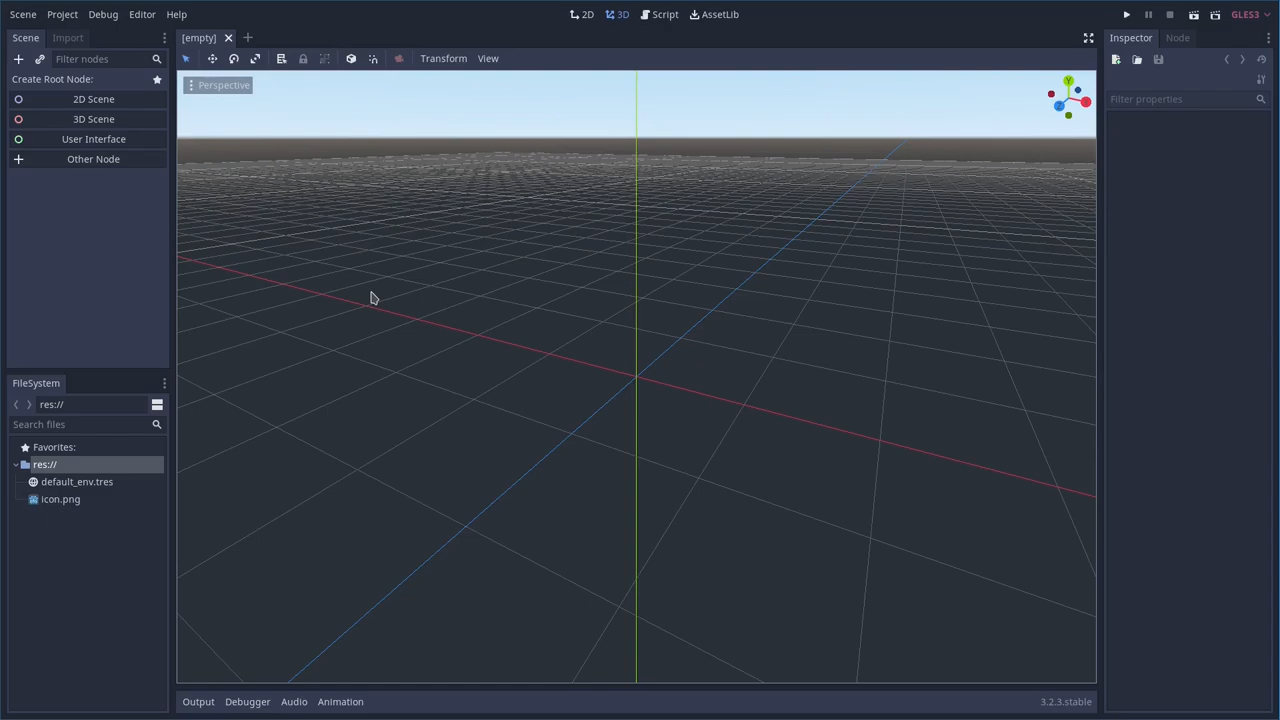 Scene Project Debug Editor Help
2D 3D Script AssetLib
GLES3
Scene Import
Filter nodes
Create Root Node:
2D Scene
3D Scene
User Interface
Other Node
FileSystem
res://
Search files
Favorites:
res://
default_env.tres
icon.png
[empty]
Transform View
Perspective
Y
X
Z
Output Debugger Audio Animation
3.2.3.stable
Inspector Node
Filter properties